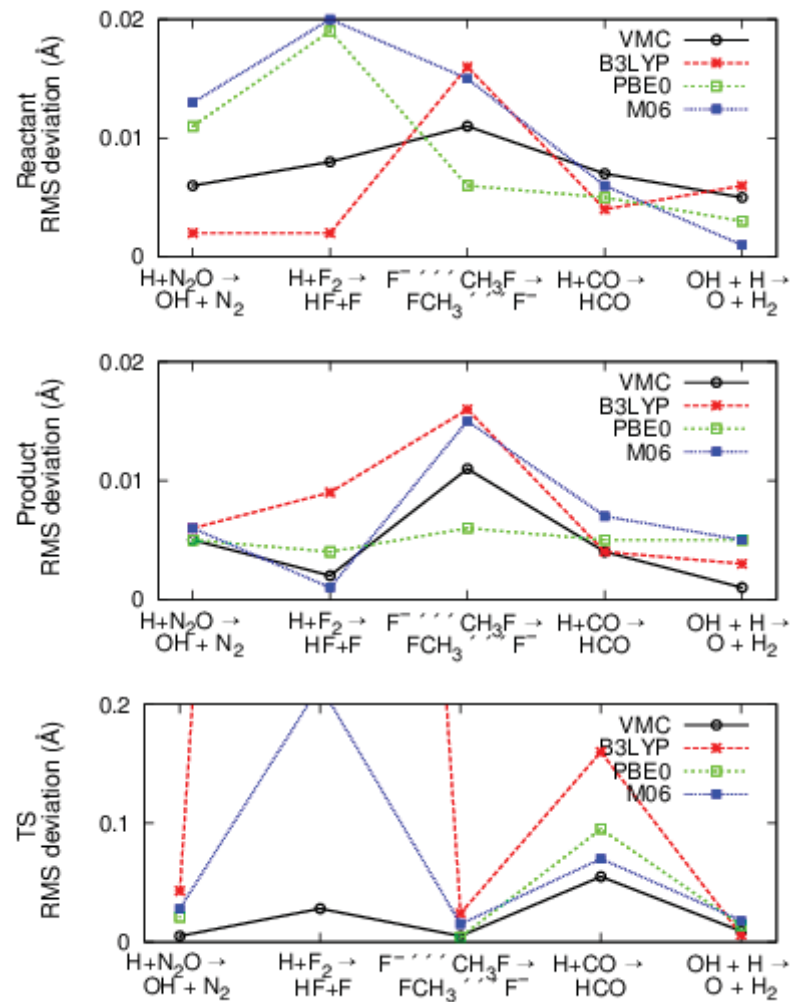 Reactant
RMS deviation (Å)
0.02
0.01
0
VMC
B3LYP
PBE0
M06
H+N₂O → OH + N₂
H+F₂ → HF+F
F⁻ ´´´´ CH₃F → FCH₃ ´´´´ F⁻
H+CO → HCO
OH + H → O + H₂
Product
RMS deviation (Å)
0.02
0.01
0
VMC
B3LYP
PBE0
M06
H+N₂O → OH + N₂
H+F₂ → HF+F
F⁻ ´´´´ CH₃F → FCH₃ ´´´´ F⁻
H+CO → HCO
OH + H → O + H₂
TS
RMS deviation (Å)
0.2
0.1
0
VMC
B3LYP
PBE0
M06
H+N₂O → OH + N₂
H+F₂ → HF+F
F⁻ ´´´´ CH₃F → FCH₃ ´´´´ F⁻
H+CO → HCO
OH + H → O + H₂